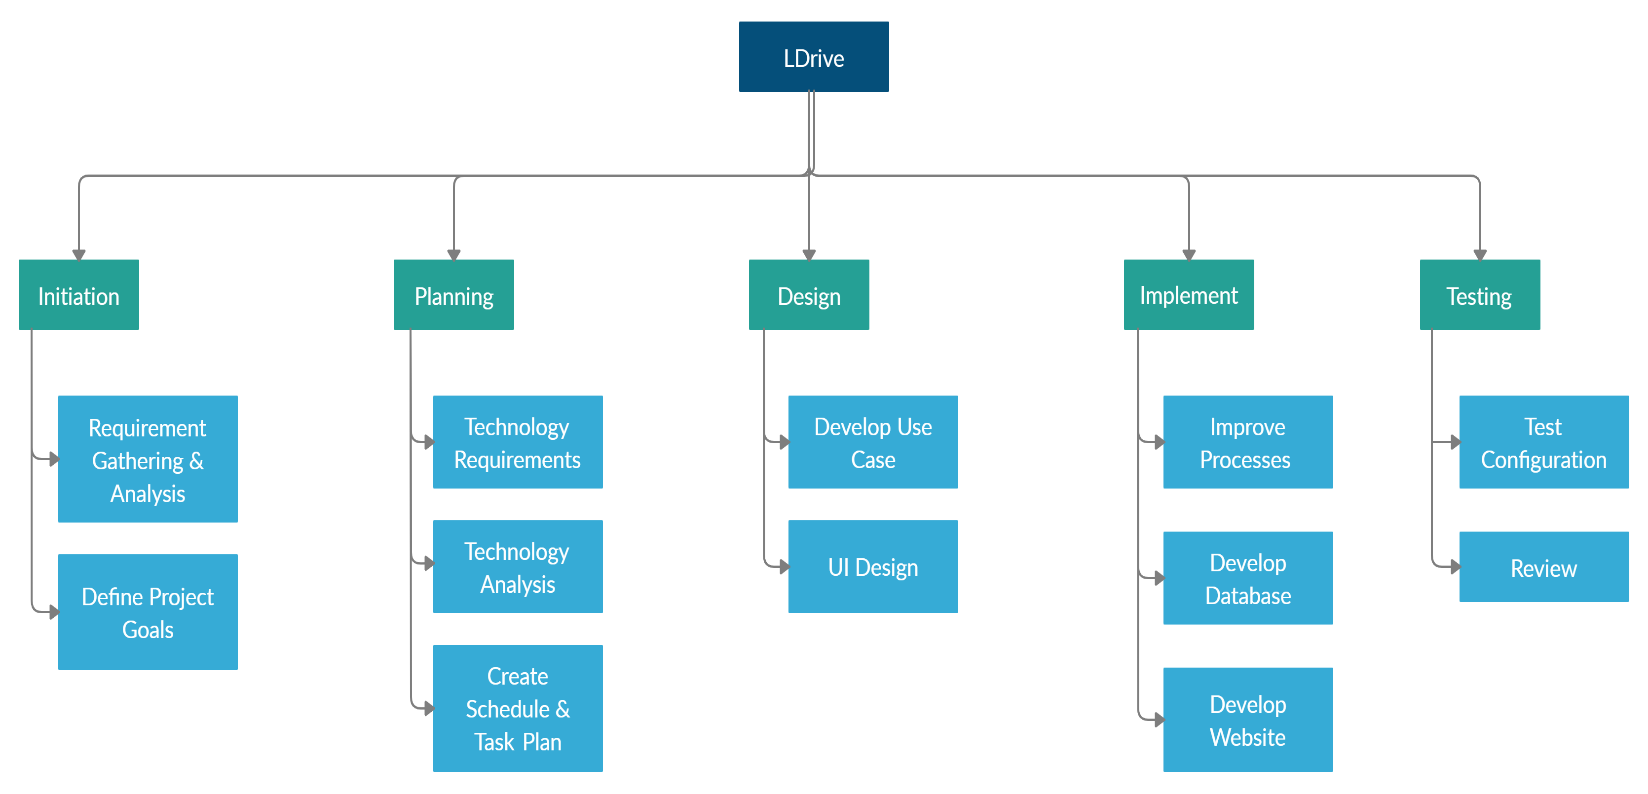 LDrive
Initiation
Requirement
Gathering &
Analysis
Define Project
Goals
Planning
Technology
Requirements
Technology
Analysis
Create
Schedule &
Task Plan
Design
Develop Use
Case
UI Design
Implement
Improve
Processes
Develop
Database
Develop
Website
Testing
Test
Configuration
Review